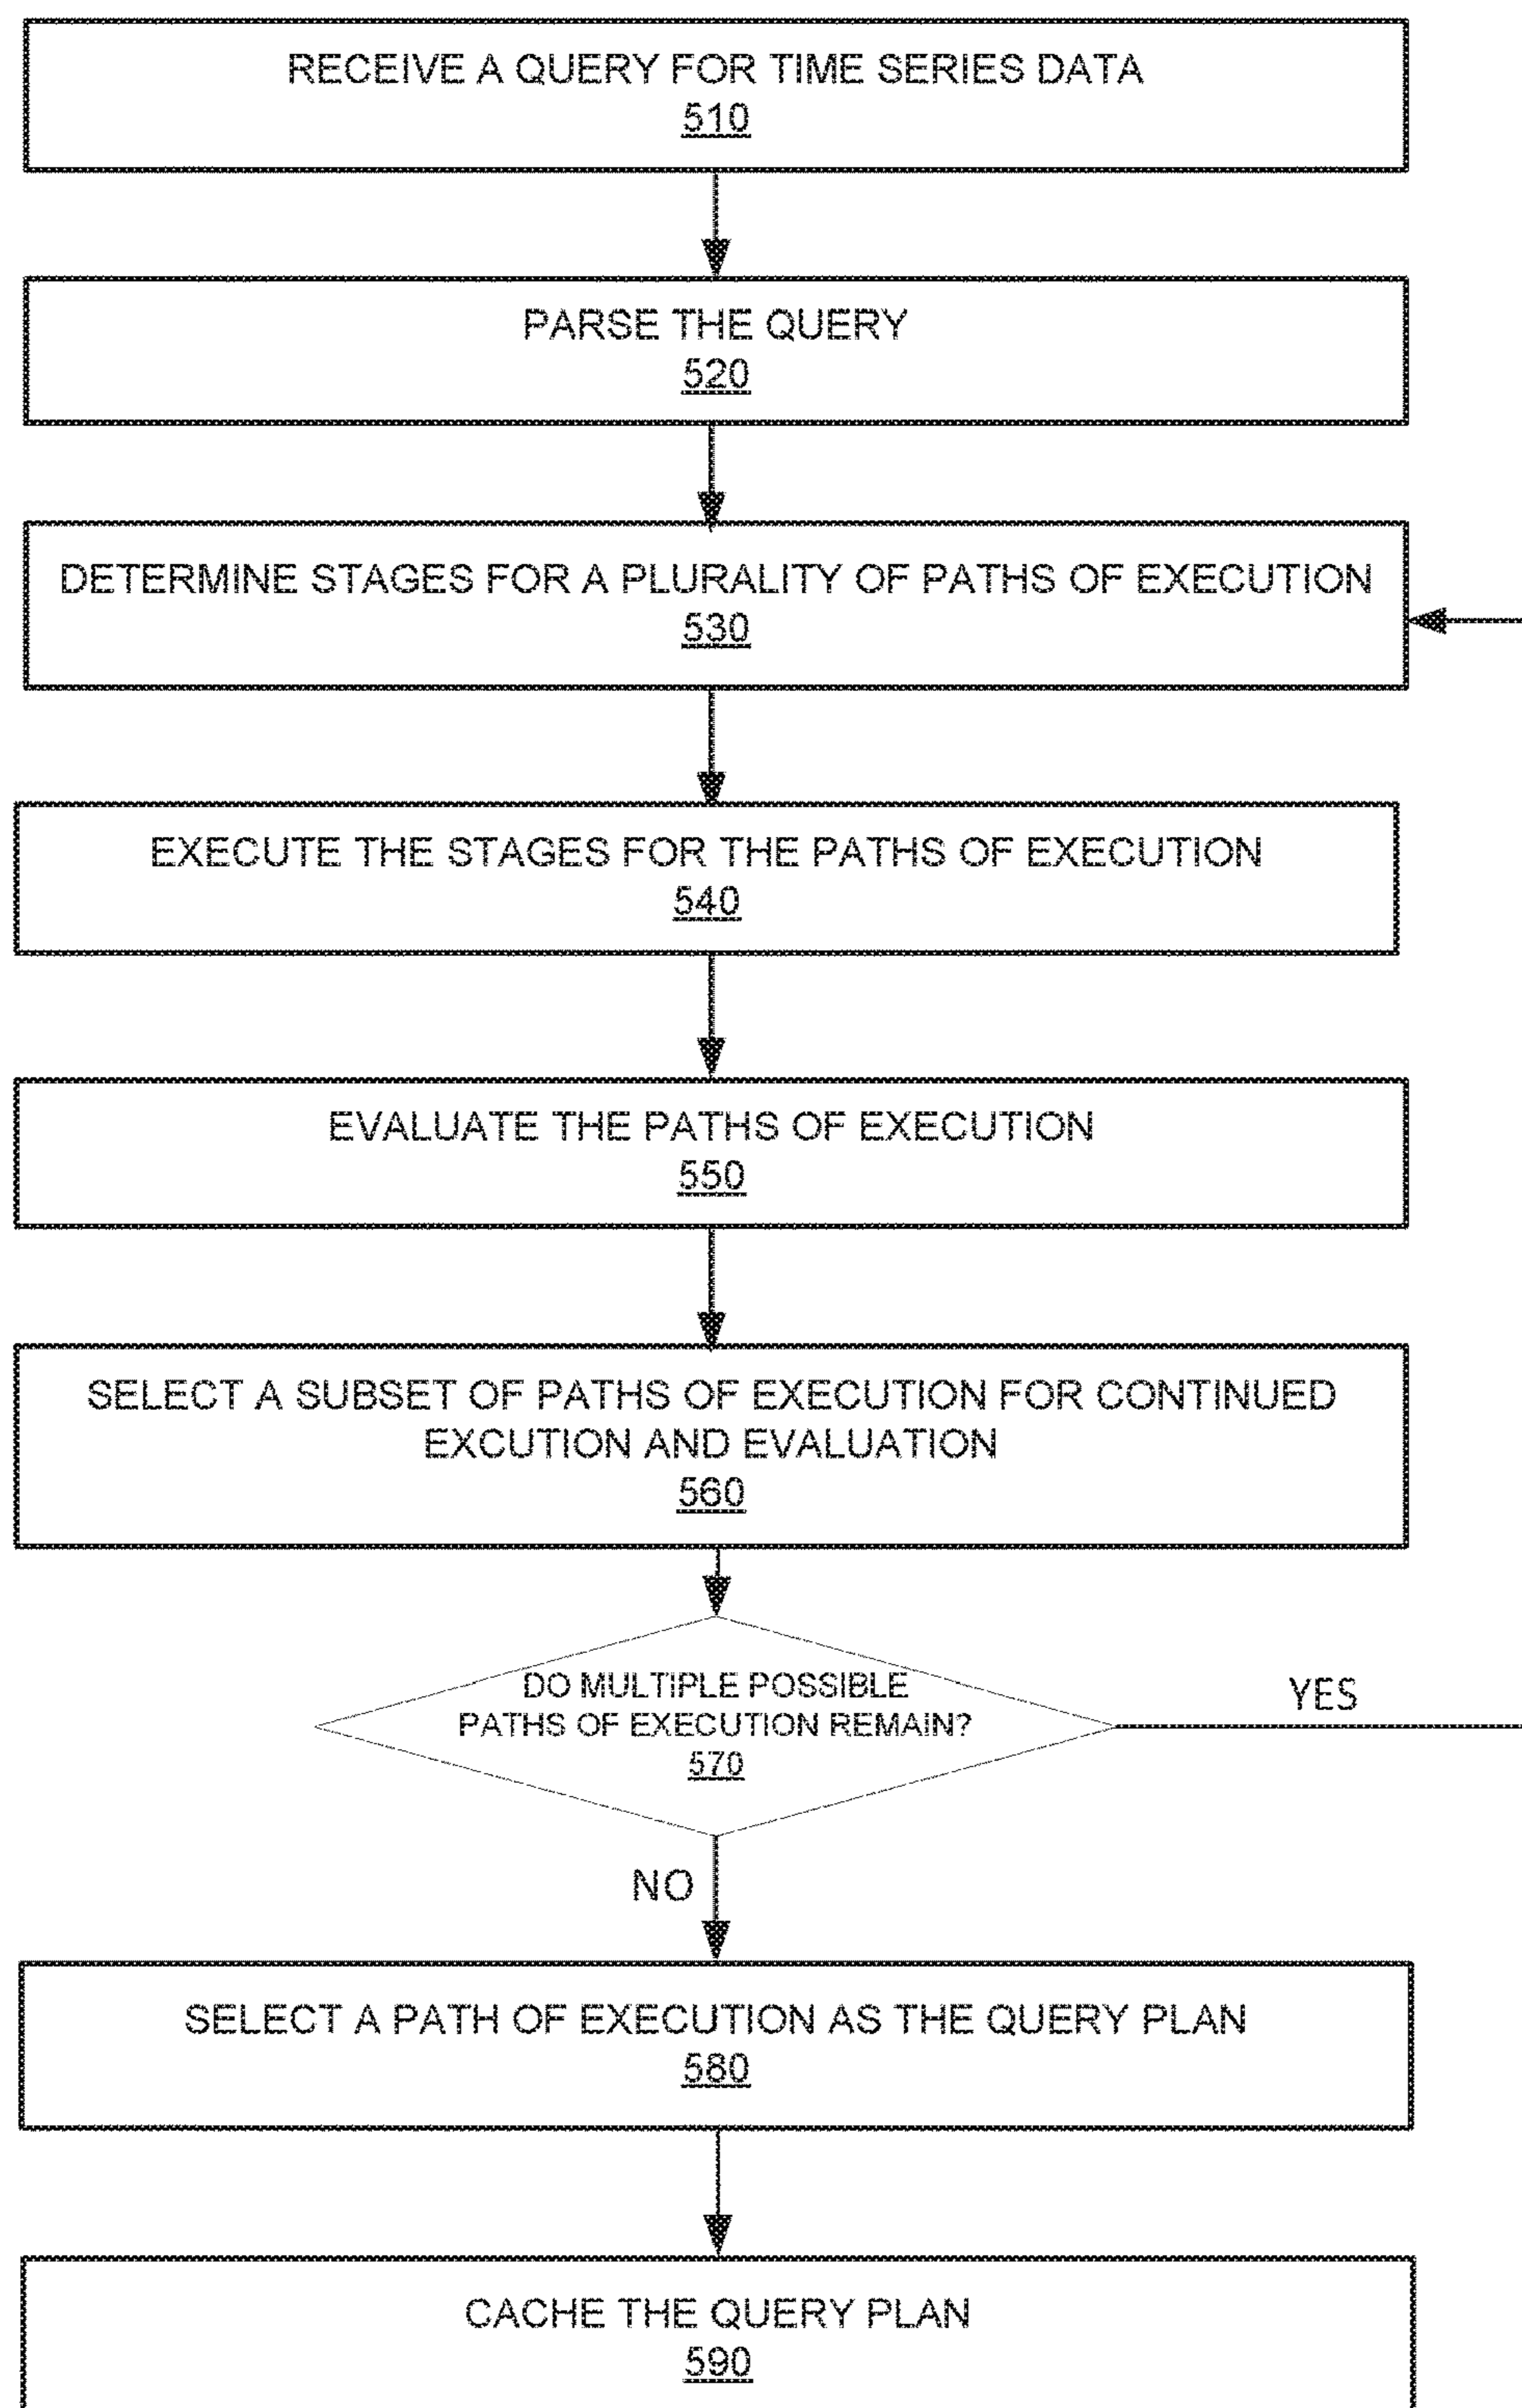 RECEIVE A QUERY FOR TIME SERIES DATA
510
PARSE THE QUERY
520
DETERMINE STAGES FOR A PLURALITY OF PATHS OF EXECUTION
530
EXECUTE THE STAGES FOR THE PATHS OF EXECUTION
540
EVALUATE THE PATHS OF EXECUTION
550
SELECT A SUBSET OF PATHS OF EXECUTION FOR CONTINUED
EXCUTION AND EVALUATION
560
DO MULTIPLE POSSIBLE
PATHS OF EXECUTION REMAIN?
570
YES
NO
SELECT A PATH OF EXECUTION AS THE QUERY PLAN
580
CACHE THE QUERY PLAN
590